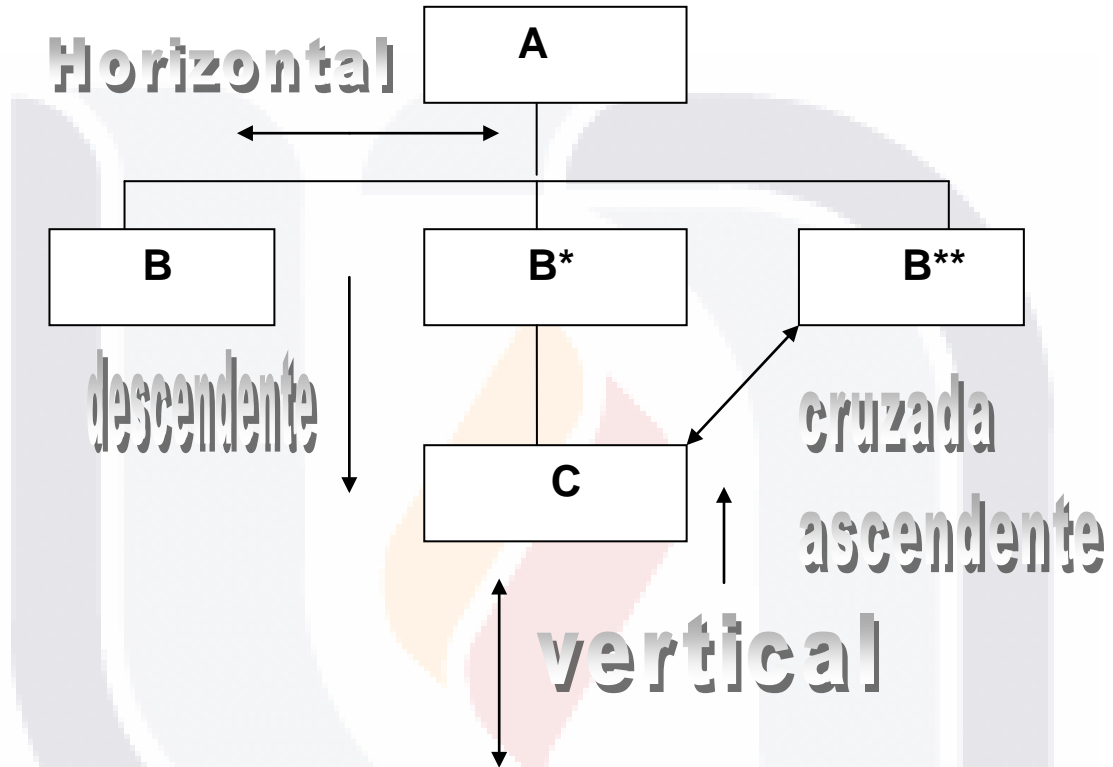 A
Horizontal
B
B*
B**
descendente
cruzada
C
ascendente
vertical